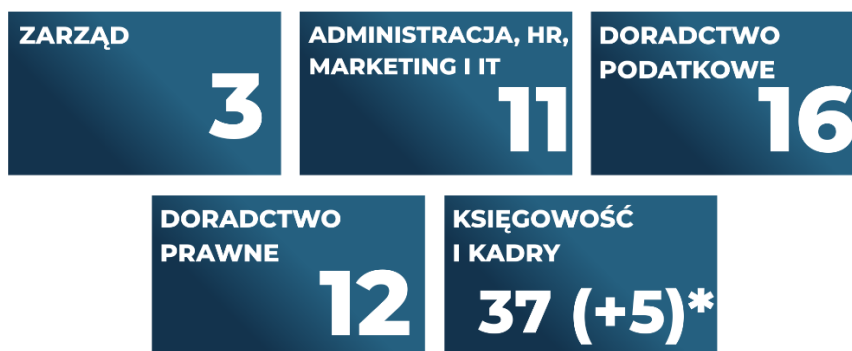 ZARZĄD
3
ADMINISTRACJA, HR,
MARKETING I IT
11
DORADCTWO
PODATKOWE
16
DORADCTWO
PRAWNE
12
KSIĘGOWOŚĆ
I KADRY
37 (+5)*